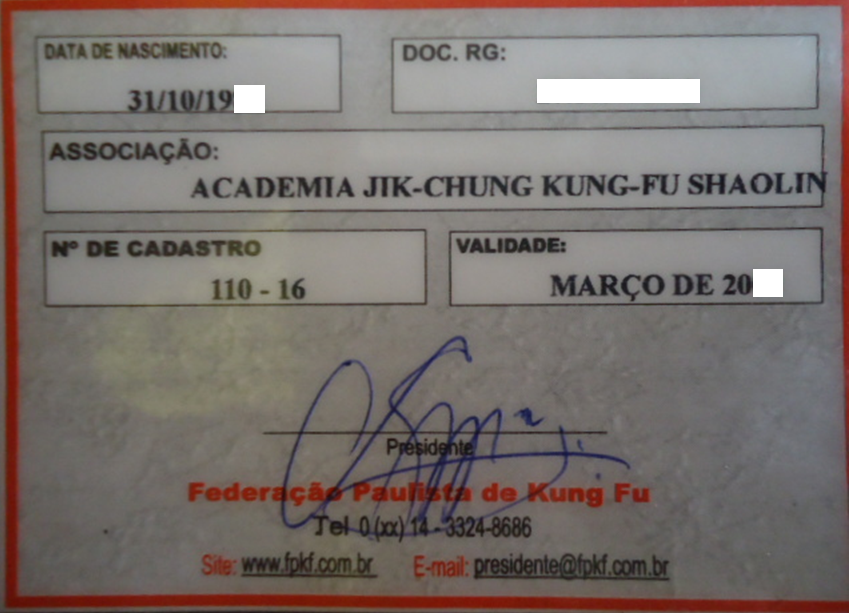 DATA DE NASCIMENTO:
31/10/19
DOC. RG:
ASSOCIAÇÃO:
ACADEMIA JIK-CHUNG KUNG-FU SHAOLIN
Nº DE CADASTRO
110 - 16
VALIDADE:
MARÇO DE 20
Presidente
Federação Paulista de Kung Fu
Tel 0 (xx) 14 - 3324-8686
Site: www.fpkf.com.br E-mail: presidente@fpkf.com.br